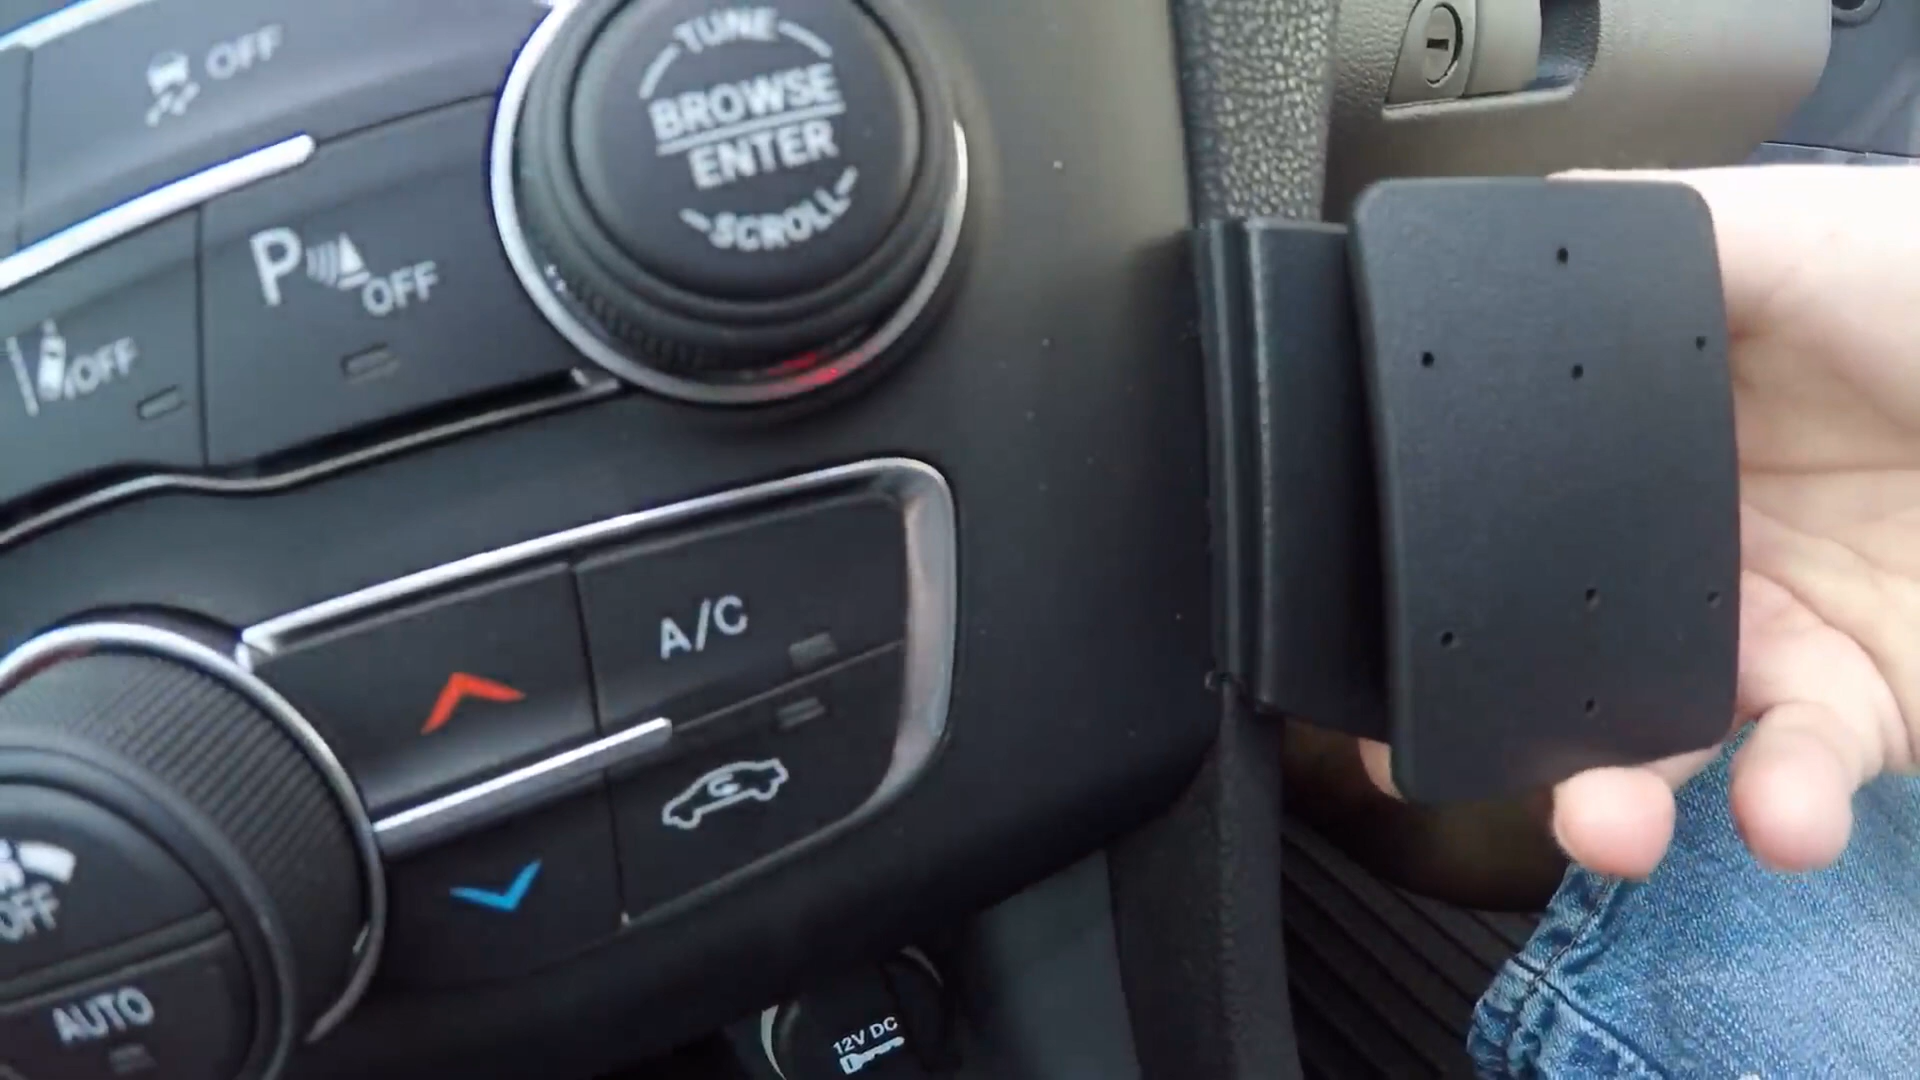 OFF
P OFF
OFF
TUNE
BROWSE
ENTER
SCROLL
A/C
OFF
AUTO
12V DC